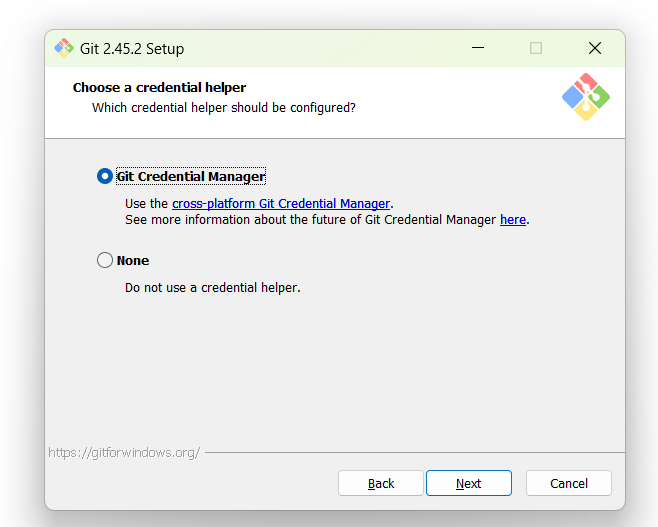 Git 2.45.2 Setup
Choose a credential helper
Which credential helper should be configured?
Git Credential Manager
Use the cross-platform Git Credential Manager.
See more information about the future of Git Credential Manager here.
None
Do not use a credential helper.
https://gitforwindows.org/
Back Next Cancel